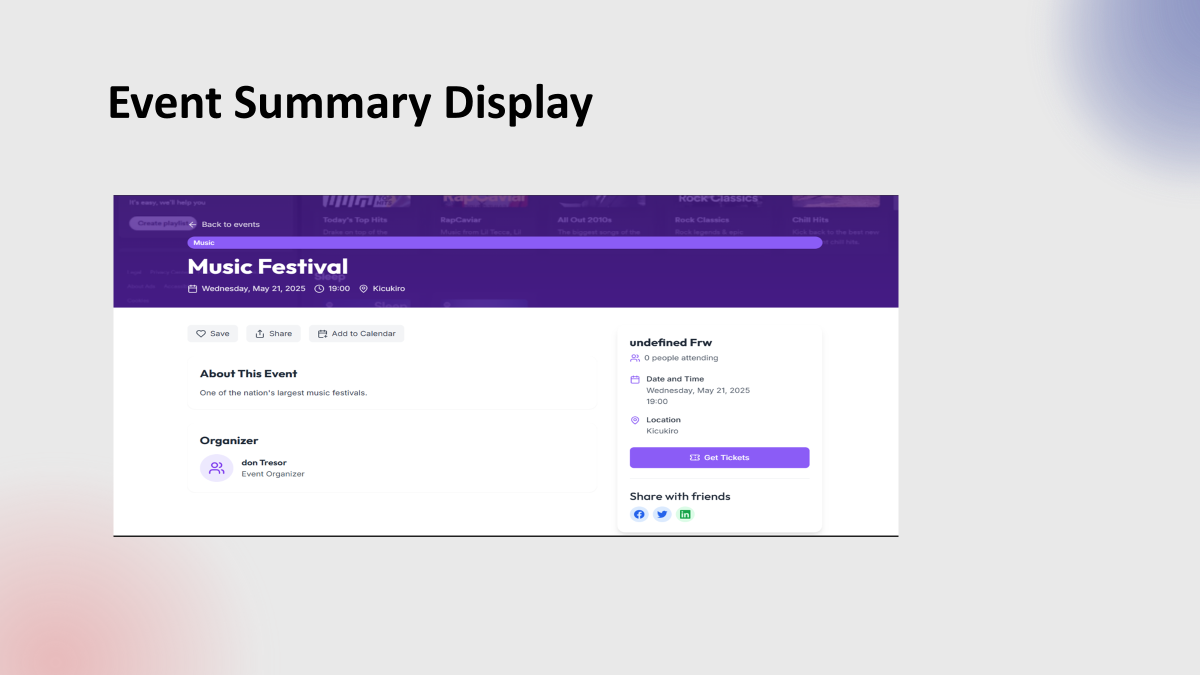 Event Summary Display
It's easy, we'll help you
Create playlist
Today's Top Hits
RapCaviar
All Out 2010s
Rock Classics
Chill Hits
Back to events
Music
Music Festival
Wednesday, May 21, 2025 19:00 Kicukiro
Save Share Add to Calendar
About This Event
One of the nation's largest music festivals.
Organizer
don Tresor
Event Organizer
undefined Frw
0 people attending
Date and Time
Wednesday, May 21, 2025
19:00
Location
Kicukiro
Get Tickets
Share with friends